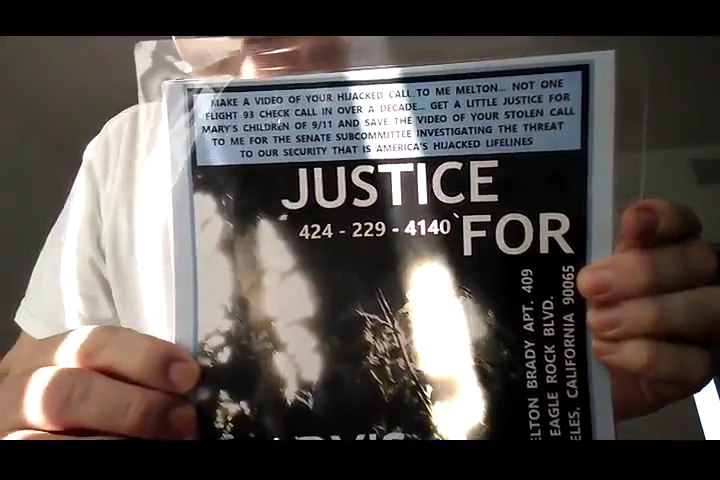 MAKE A VIDEO OF YOUR HIJACKED CALL..TO ME MELTON... NOT ONE
FLIGHT 93 CHECK CALL IN OVER A DECADE... GET A LITTLE JUSTICE FOR
MARY'S CHILDREN OF 9/11 AND SAVE THE VIDEO OF YOUR STOLEN CALL
TO ME FOR THE SENATE SUBCOMMITTEE INVESTIGATING THE THREAT
TO OUR SECURITY THAT IS AMERICA'S HIJACKED LIFELINES
JUSTICE
424 - 229 - 4140`
FOR
ELTON BRADY APT. 409
EAGLE ROCK BLVD.
ELES, CALIFORNIA 90065